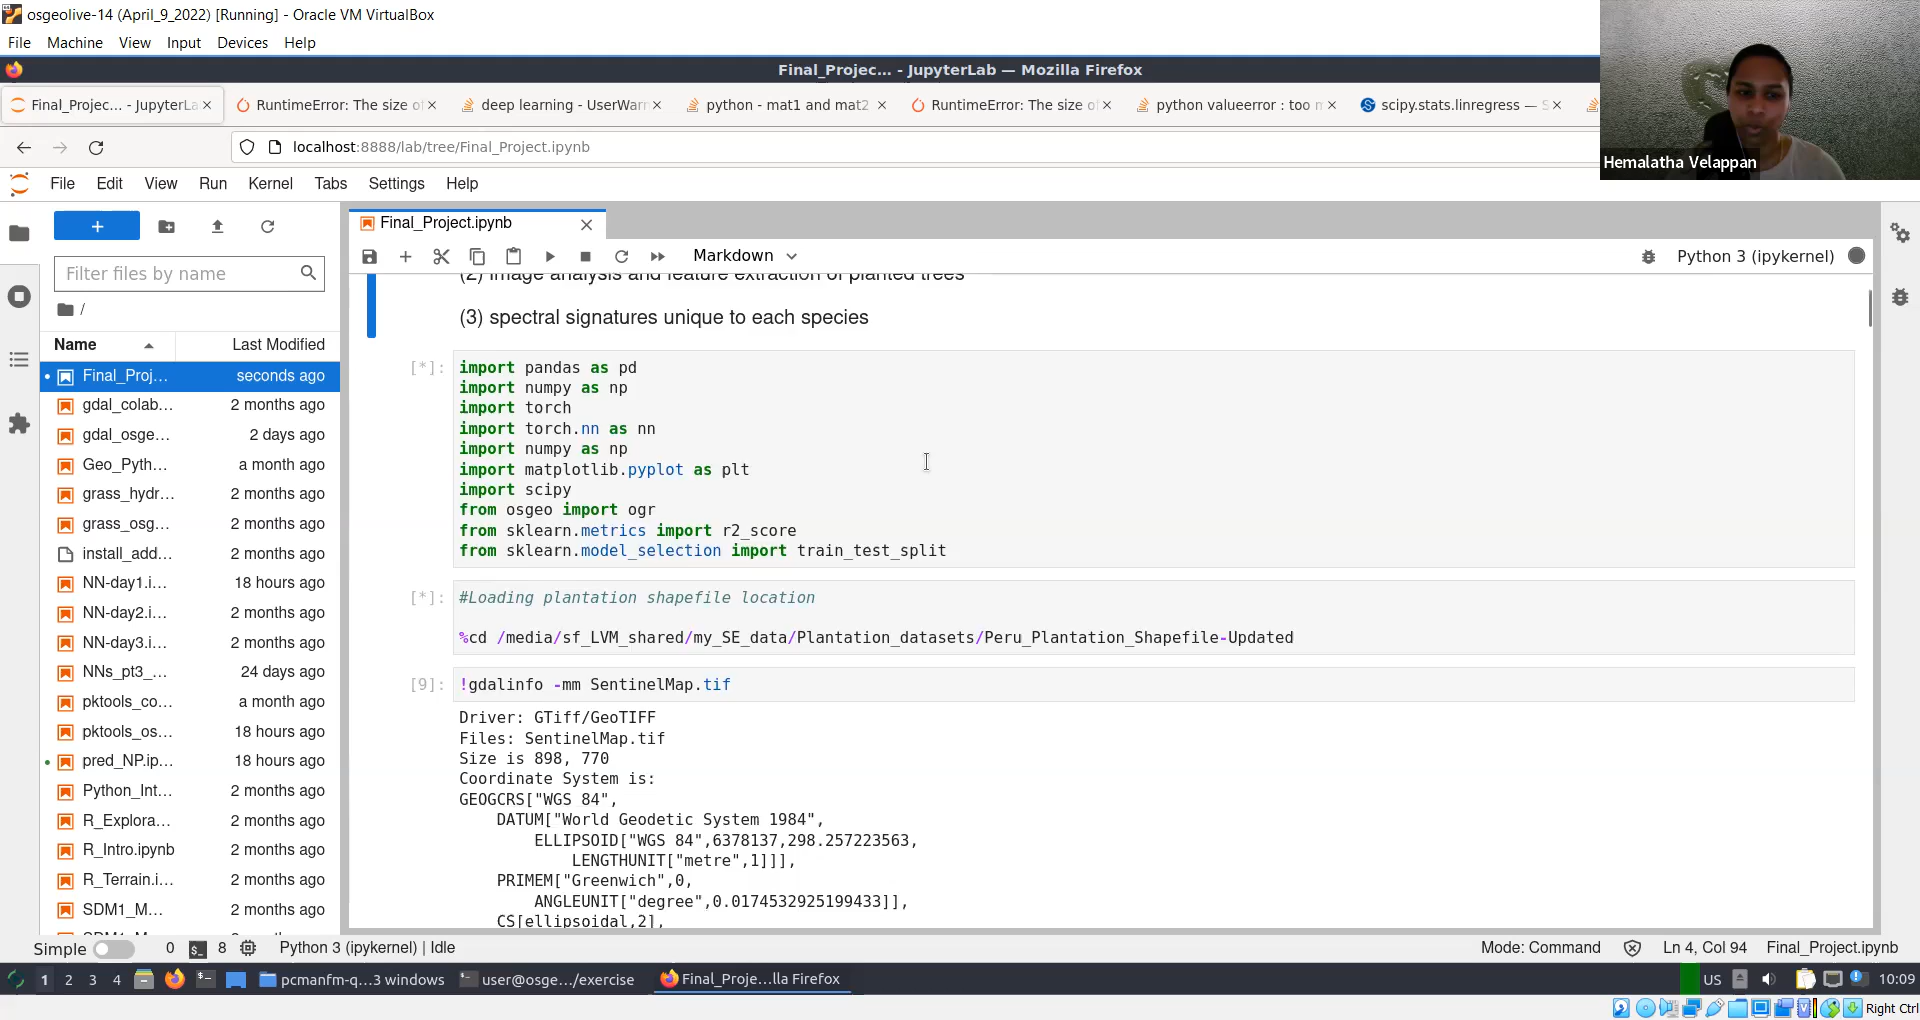 osgeolive-14 (April_9_2022) [Running] - Oracle VM VirtualBox
File Machine View Input Devices Help
Final_Projec... - JupyterLab — Mozilla Firefox
Final_Projec... - JupyterLa
RuntimeError: The size o
deep learning - UserWar
python - mat1 and mat2
RuntimeError: The size o
python valueerror : too m
scipy.stats.linregress — S
localhost:8888/lab/tree/Final_Project.ipynb
Hemalatha Velappan
File Edit View Run Kernel Tabs Settings Help
Final_Project.ipynb
Markdown
Python 3 (ipykernel)
Filter files by name
/
Name Last Modified
Final_Proj... seconds ago
gdal_colab... 2 months ago
gdal_osge... 2 days ago
Geo_Pyth... a month ago
grass_hydr... 2 months ago
grass_osg... 2 months ago
install_add... 2 months ago
NN-day1.i... 18 hours ago
NN-day2.i... 2 months ago
NN-day3.i... 2 months ago
NNs_pt3_... 24 days ago
pktools_co... a month ago
pktools_os... 18 hours ago
pred_NP.ip... 18 hours ago
Python_Int... 2 months ago
R_Explora... 2 months ago
R_Intro.ipynb 2 months ago
R_Terrain.i... 2 months ago
SDM1_M... 2 months ago
(2) image analysis and feature extraction of planted trees
(3) spectral signatures unique to each species
[*]:
import pandas as pd
import numpy as np
import torch
import torch.nn as nn
import numpy as np
import matplotlib.pyplot as plt
import scipy
from osgeo import ogr
from sklearn.metrics import r2_score
from sklearn.model_selection import train_test_split
[*]:
#Loading plantation shapefile location
%cd /media/sf_LVM_shared/my_SE_data/Plantation_datasets/Peru_Plantation_Shapefile-Updated
[9]:
!gdalinfo -mm SentinelMap.tif
Driver: GTiff/GeoTIFF
Files: SentinelMap.tif
Size is 898, 770
Coordinate System is:
GEOGCRS["WGS 84",
DATUM["World Geodetic System 1984",
ELLIPSOID["WGS 84",6378137,298.257223563,
LENGTHUNIT["metre",1]]],
PRIMEM["Greenwich",0,
ANGLEUNIT["degree",0.0174532925199433]],
CS[ellipsoidal,2],
Simple 0 8 Python 3 (ipykernel) | Idle
Mode: Command Ln 4, Col 94 Final_Project.ipynb
1 2 3 4 pcmanfm-q...3 windows user@osge.../exercise Final_Proje...lla Firefox
US 10:09
Right Ctrl